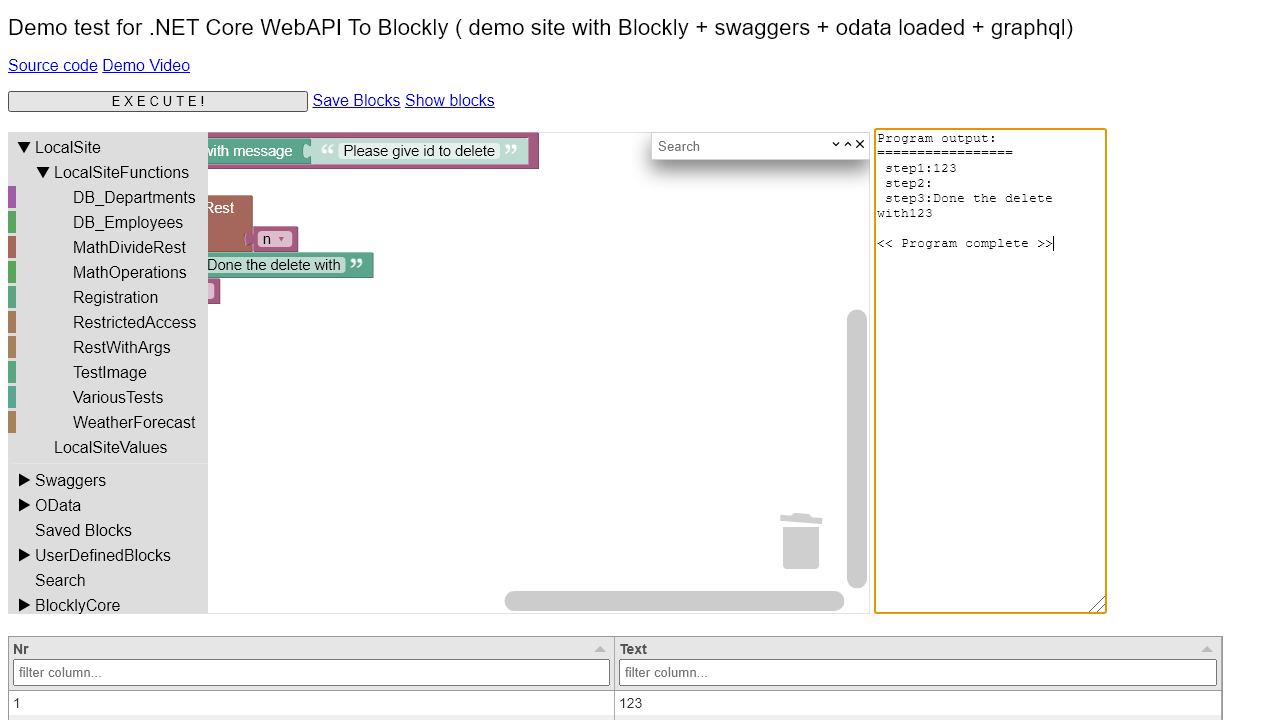 Demo test for .NET Core WebAPI To Blockly ( demo site with Blockly + swaggers + odata loaded + graphql)
Source code Demo Video
E X E C U T E ! Save Blocks Show blocks
▼ LocalSite
▼ LocalSiteFunctions
DB_Departments
DB_Employees
MathDivideRest
MathOperations
Registration
RestrictedAccess
RestWithArgs
TestImage
VariousTests
WeatherForecast
LocalSiteValues
► Swaggers
► OData
Saved Blocks
► UserDefinedBlocks
Search
► BlocklyCore
with message “ Please give id to delete ”
Rest
n ▾
Done the delete with ”
Search
Program output:
=================
step1:123
step2:
step3:Done the delete
with123
<< Program complete >>
Nr Text
filter column... filter column...
1 123